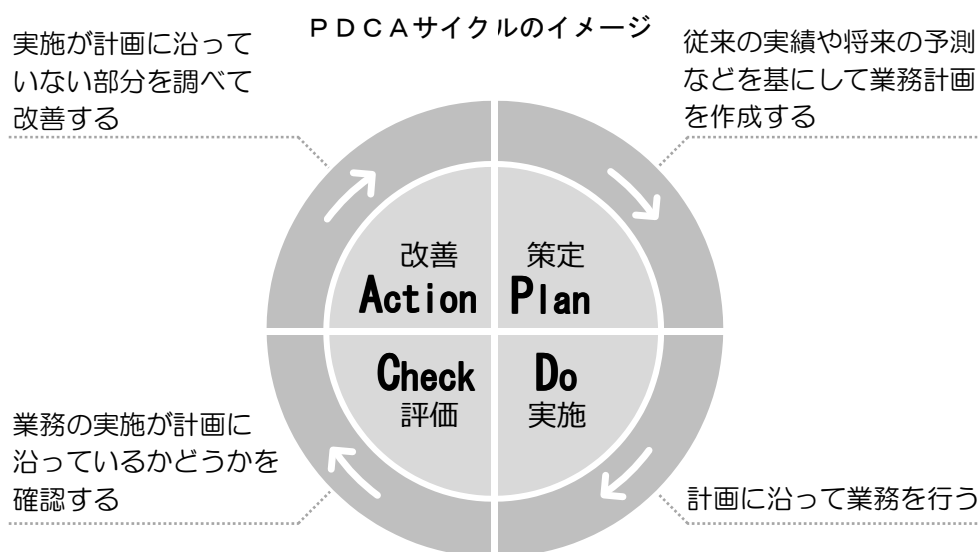 PDCAサイクルのイメージ
実施が計画に沿って
いない部分を調べて
改善する
従来の実績や将来の予測
などを基にして業務計画
を作成する
改善
Action
策定
Plan
Check
評価
Do
実施
業務の実施が計画に
沿っているかどうかを
確認する
計画に沿って業務を行う